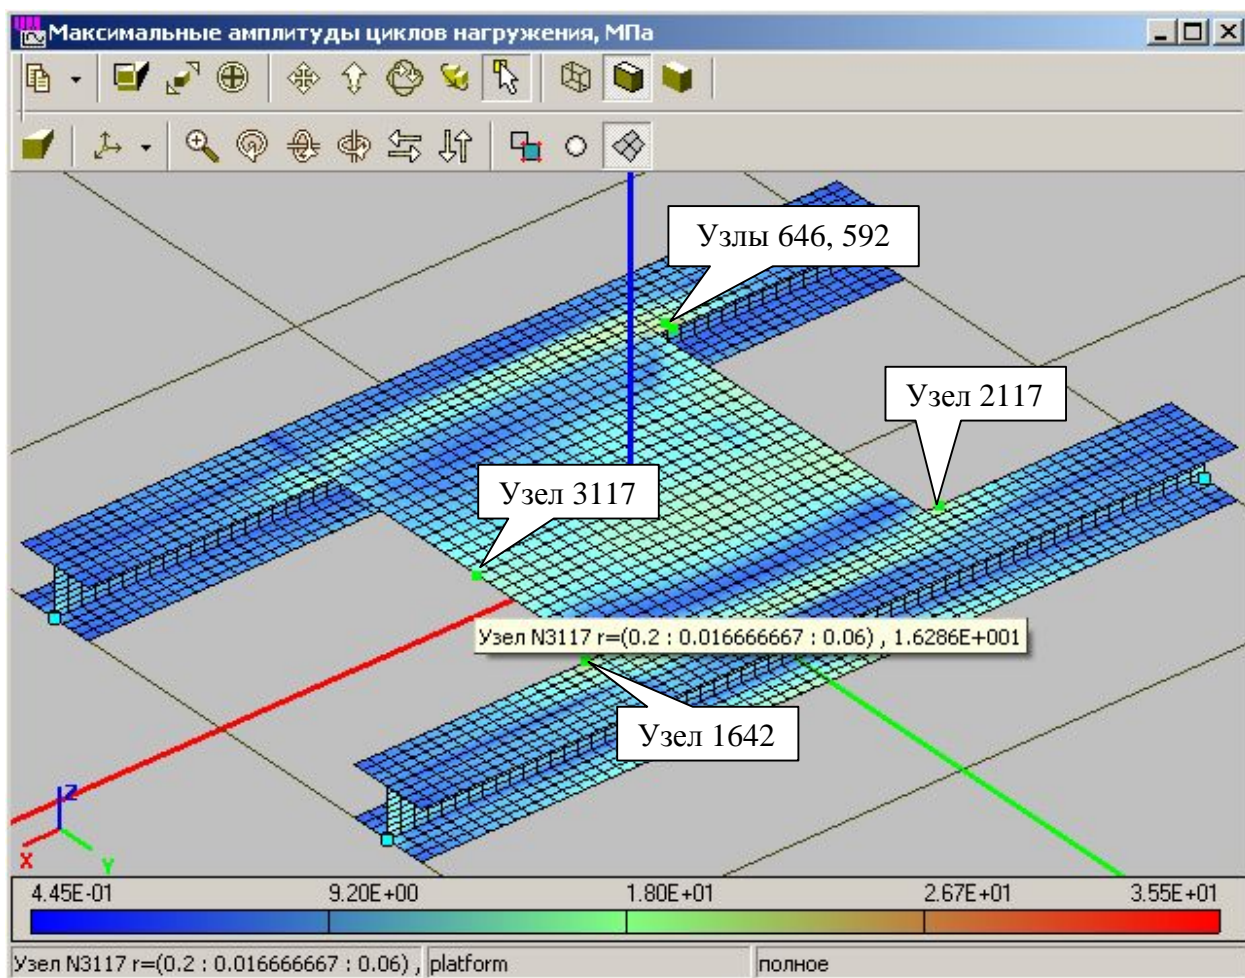 Максимальные амплитуды циклов нагружения, МПа
Узлы 646, 592
Узел 2117
Узел 3117
Узел N3117 r=(0.2 : 0.016666667 : 0.06) , 1.6286E+001
Узел 1642
Z
X
Y
4.45E-01 9.20E+00 1.80E+01 2.67E+01 3.55E+01
Узел N3117 r=(0.2 : 0.016666667 : 0.06) , platform полное